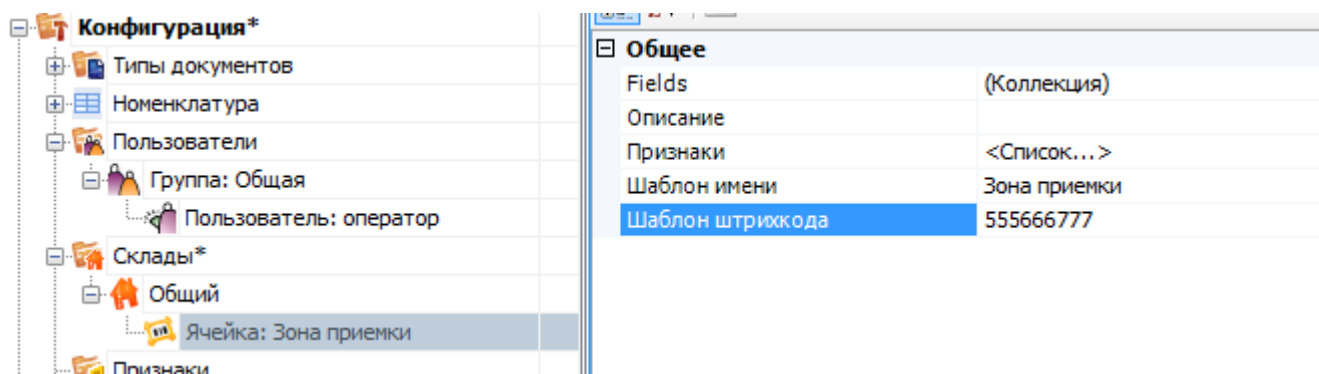 Конфигурация*
Типы документов
Номенклатура
Пользователи
Группа: Общая
Пользователь: оператор
Склады*
Общий
Ячейка: Зона приемки
Признаки
Общее
Fields (Коллекция)
Описание
Признаки <Список...>
Шаблон имени Зона приемки
Шаблон штрихкода 555666777